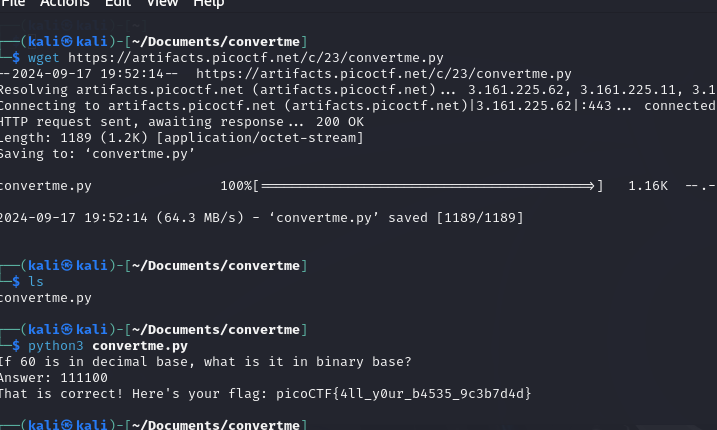 File Actions Edit View Help
┌──(kali㉿kali)-[~/Documents/convertme]
└─$ wget https://artifacts.picoctf.net/c/23/convertme.py
--2024-09-17 19:52:14-- https://artifacts.picoctf.net/c/23/convertme.py
Resolving artifacts.picoctf.net (artifacts.picoctf.net)... 3.161.225.62, 3.161.225.11, 3.1
Connecting to artifacts.picoctf.net (artifacts.picoctf.net)|3.161.225.62|:443... connected
HTTP request sent, awaiting response... 200 OK
Length: 1189 (1.2K) [application/octet-stream]
Saving to: ‘convertme.py’
convertme.py 100%[===========================================>] 1.16K --.-
2024-09-17 19:52:14 (64.3 MB/s) - ‘convertme.py’ saved [1189/1189]
┌──(kali㉿kali)-[~/Documents/convertme]
└─$ ls
convertme.py
┌──(kali㉿kali)-[~/Documents/convertme]
└─$ python3 convertme.py
If 60 is in decimal base, what is it in binary base?
Answer: 111100
That is correct! Here's your flag: picoCTF{4ll_y0ur_b4535_9c3b7d4d}
┌──(kali㉿kali)-[~/Documents/convertme]